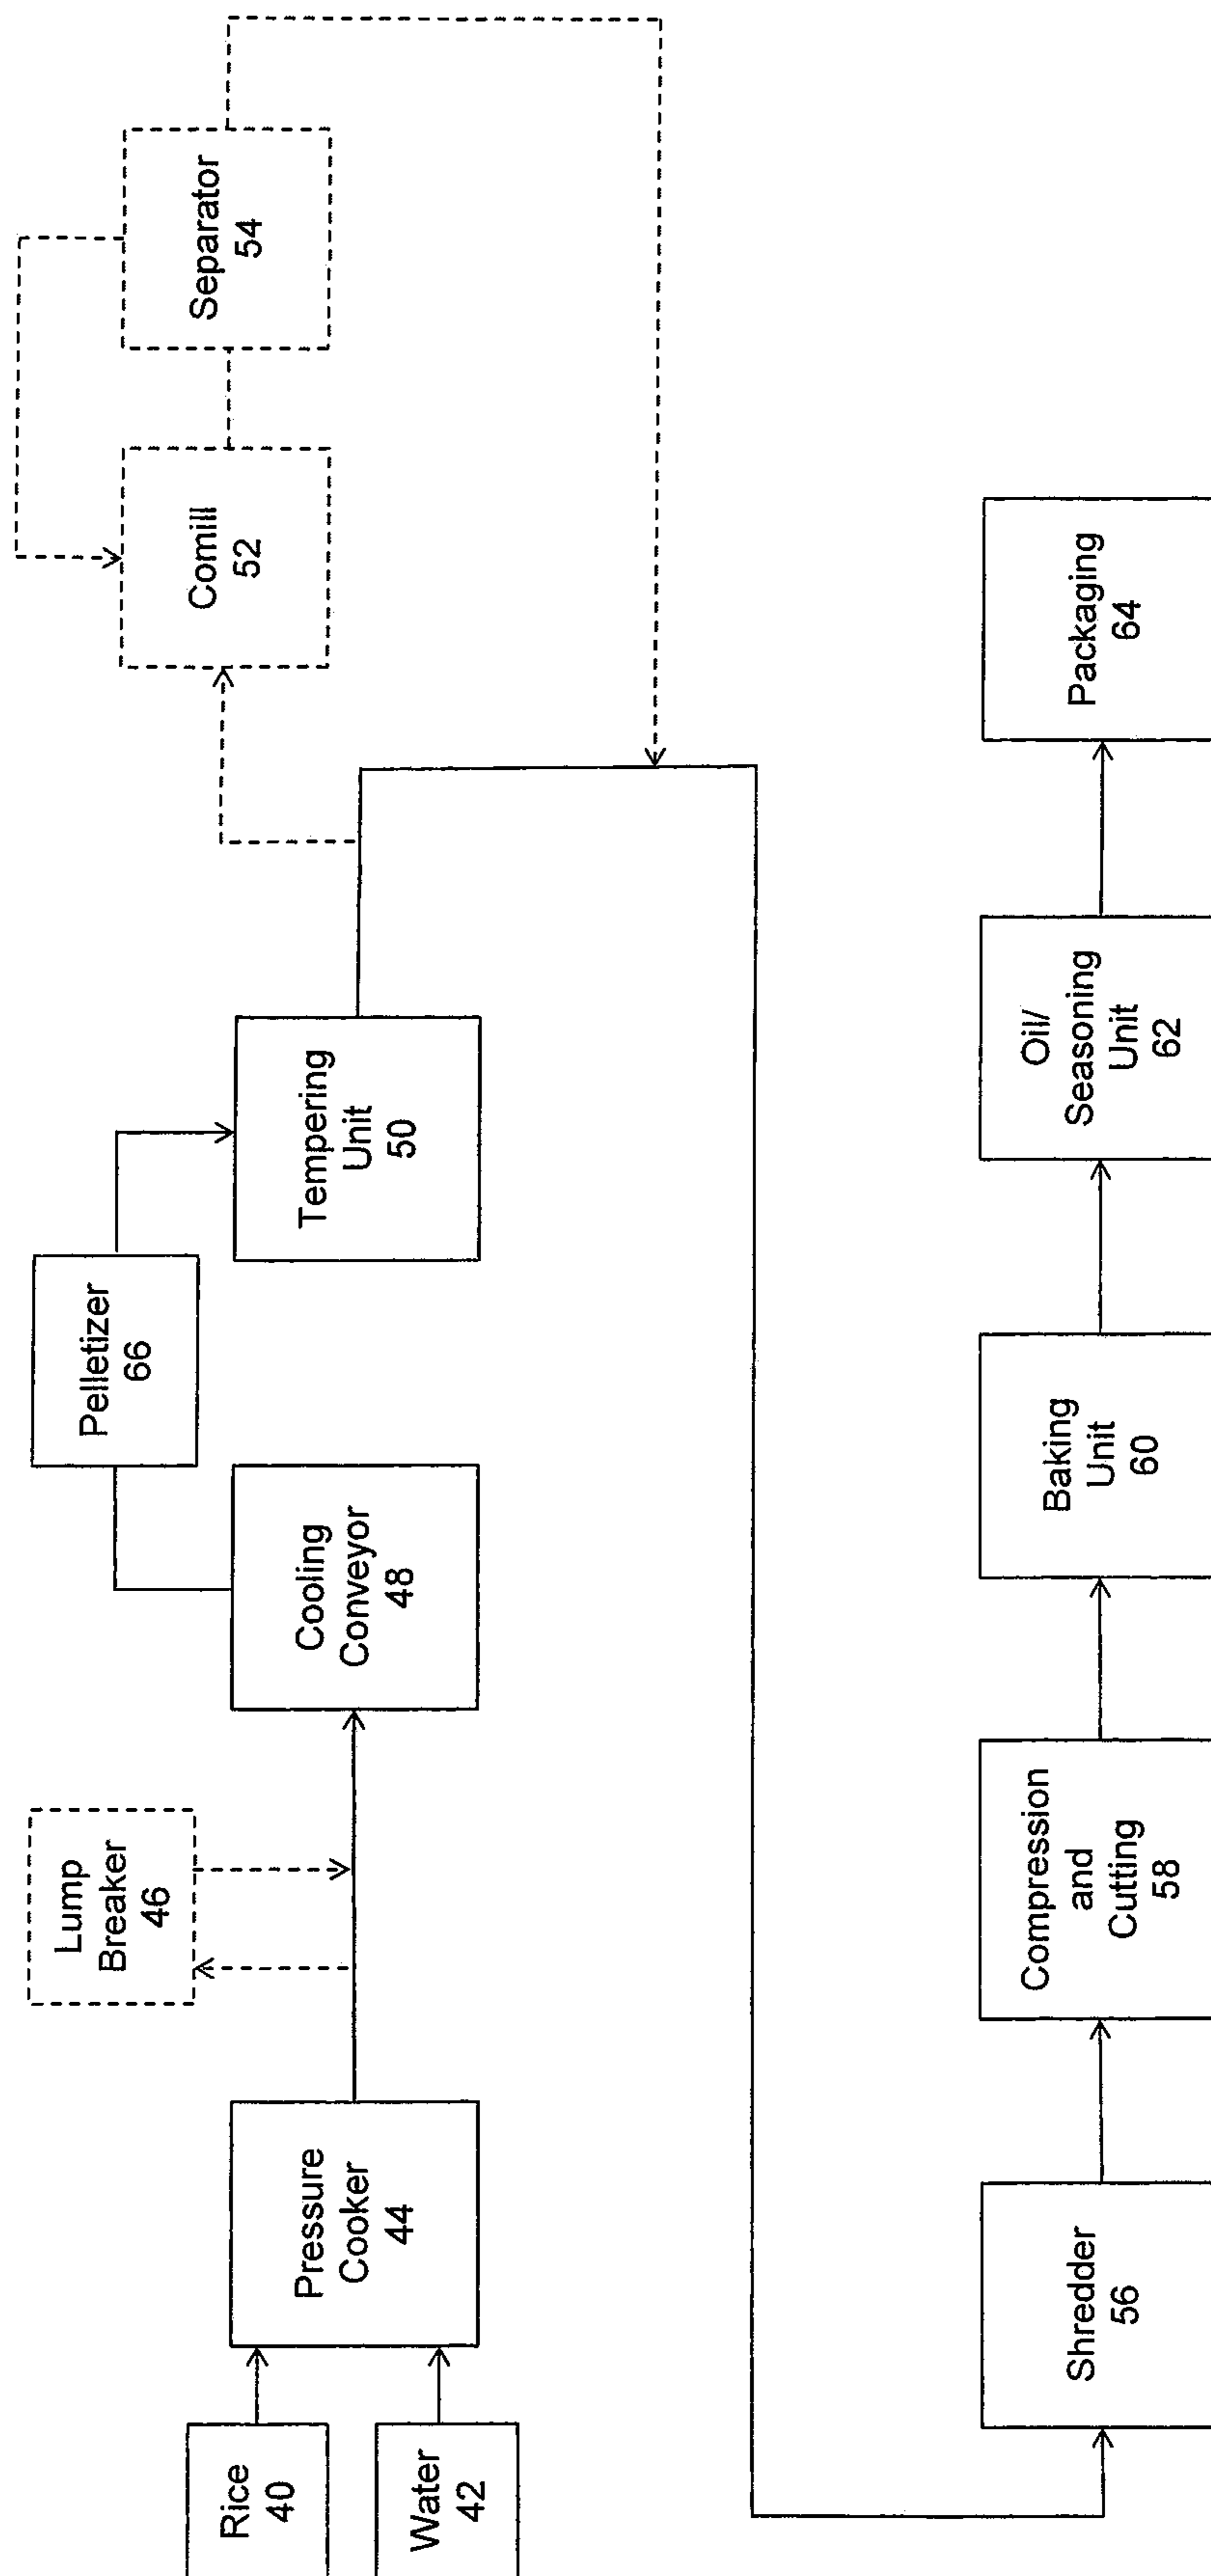 Rice
40
Water
42
Pressure
Cooker
44
Lump
Breaker
46
Cooling
Conveyor
48
Pelletizer
66
Tempering
Unit
50
Comill
52
Separator
54
Shredder
56
Compression
and
Cutting
58
Baking
Unit
60
Oil/
Seasoning
Unit
62
Packaging
64